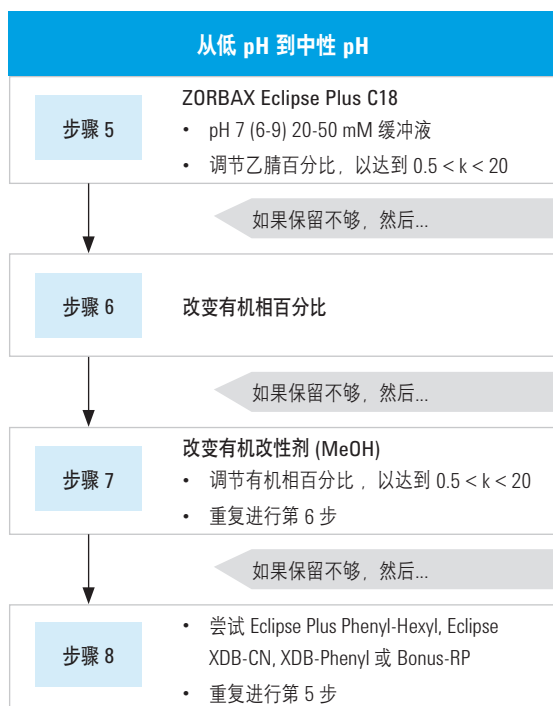 从低 pH 到中性 pH
步骤 5
ZORBAX Eclipse Plus C18
• pH 7 (6-9) 20-50 mM 缓冲液
• 调节乙腈百分比，以达到 0.5 < k < 20
如果保留不够，然后...
步骤 6
改变有机相百分比
如果保留不够，然后...
步骤 7
改变有机改性剂 (MeOH)
• 调节有机相百分比 ，以达到 0.5 < k < 20
• 重复进行第 6 步
如果保留不够，然后...
步骤 8
• 尝试 Eclipse Plus Phenyl-Hexyl, Eclipse
XDB-CN, XDB-Phenyl 或 Bonus-RP
• 重复进行第 5 步